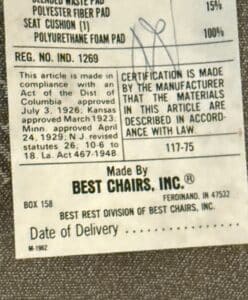 BLENDED WASTE PAD
POLYESTER FIBER PAD 15%
SEAT CUSHION (1)
POLYURETHANE FOAM PAD 100%
REG. NO. IND. 1269
This article is made in
compliance with an
Act of the Dist of
Columbia approved
July 3, 1926; Kansas
approved March 1923;
Minn. approved April
24, 1929; N.J. revised
statutes 26, 10-6 to
18. La. Act 467-1948
CERTIFICATION IS MADE
BY THE MANUFACTURER
THAT THE MATERIALS
IN THIS ARTICLE ARE
DESCRIBED IN ACCORD-
ANCE WITH LAW.
117-75
Made By
BEST CHAIRS, INC.®
BOX 158 FERDINAND, IN 47532
BEST REST DIVISION OF BEST CHAIRS, INC.
Date of Delivery ..................
M-1962